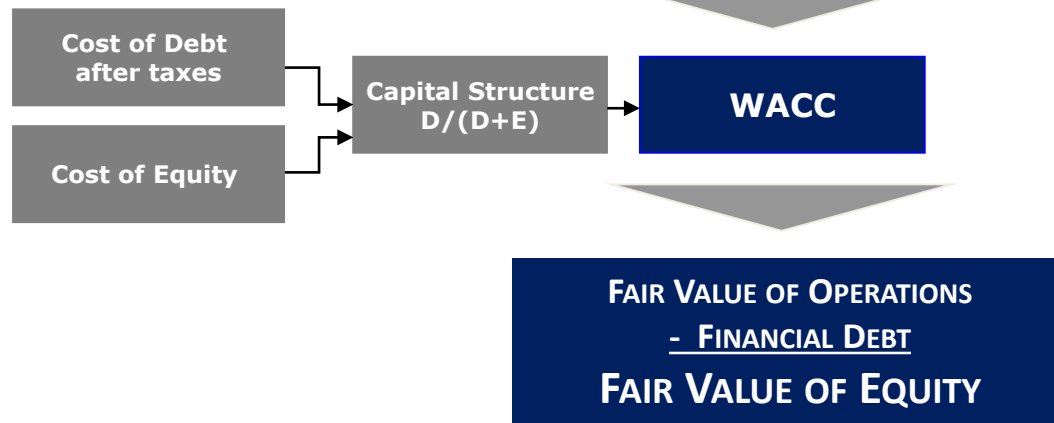 Cost of Debt
after taxes
Cost of Equity
Capital Structure
D/(D+E)
WACC
FAIR VALUE OF OPERATIONS
- FINANCIAL DEBT
FAIR VALUE OF EQUITY